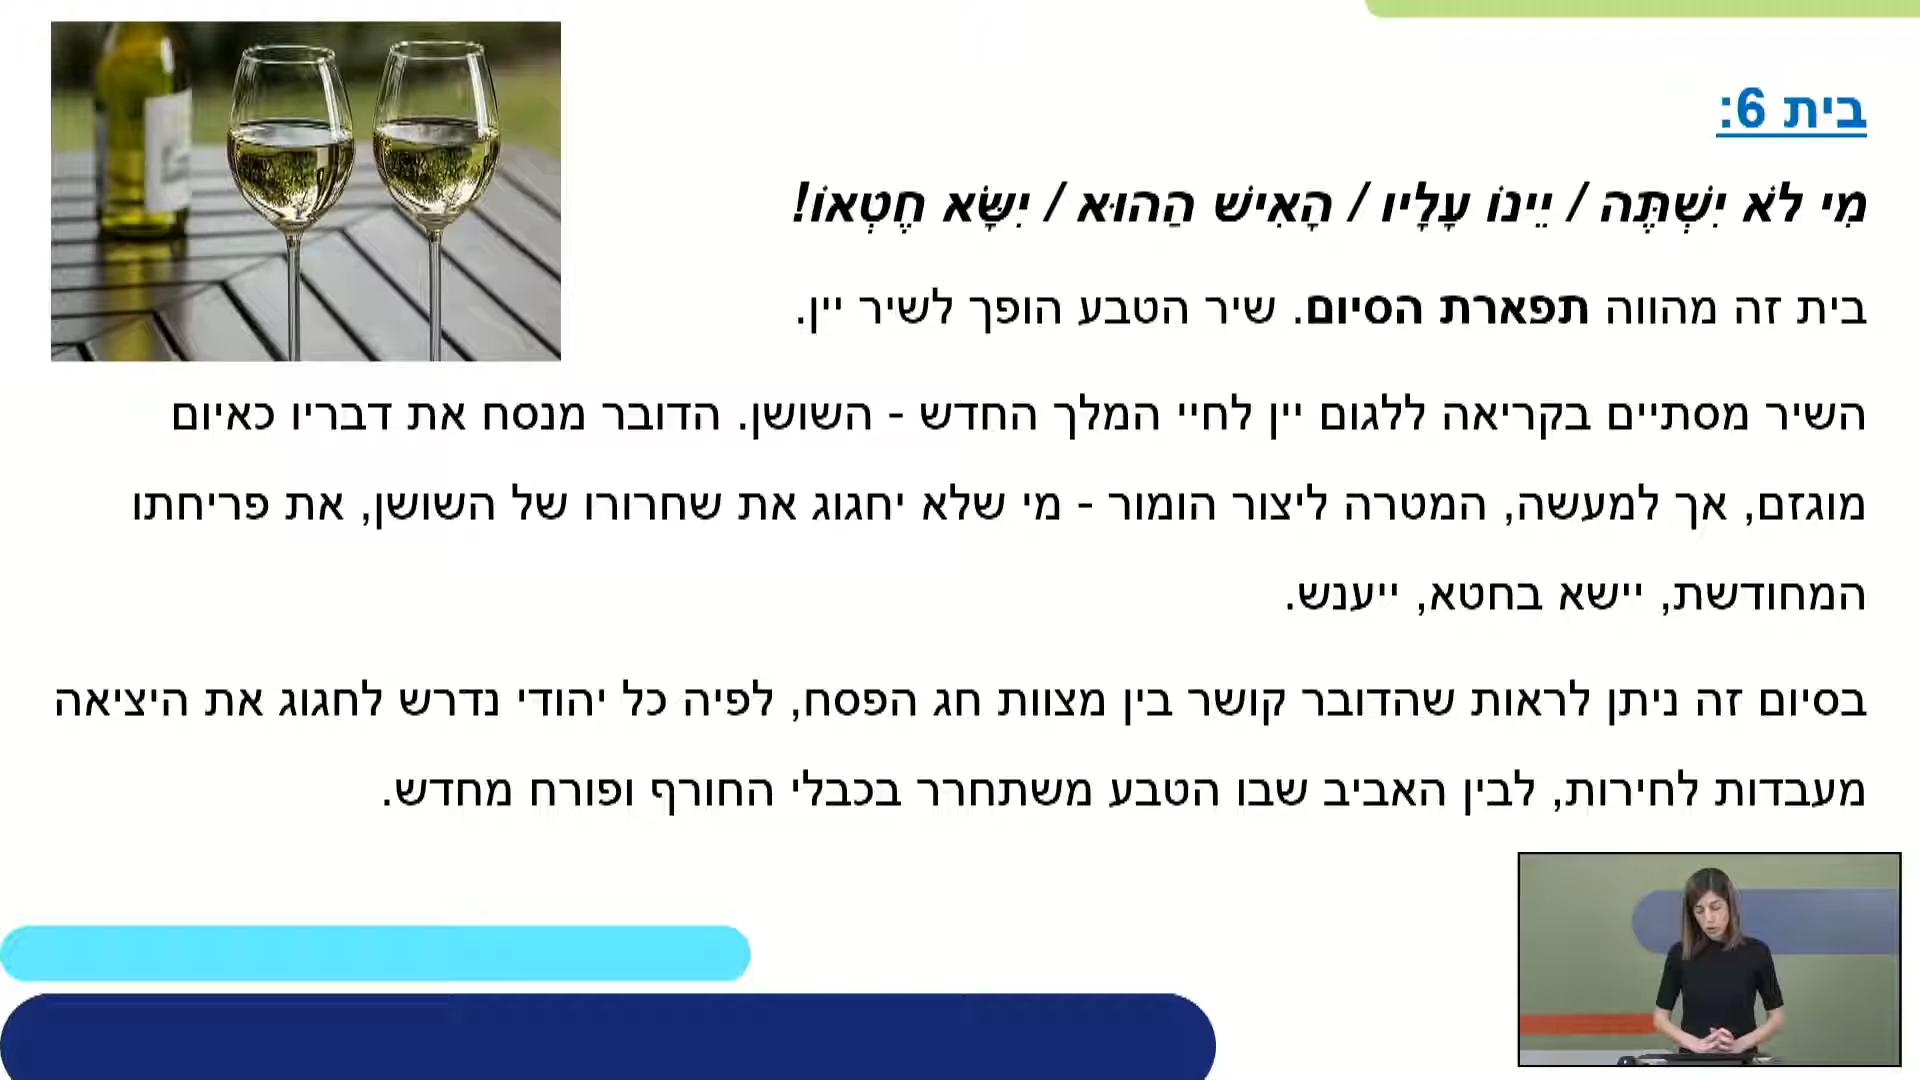 בית 6:
מִי לֹא יִשְׁתֶּה / יֵינוֹ עָלָיו / הָאִישׁ הַהוּא / יִשָּׂא חֶטְאוֹ!
בית זה מהווה תפארת הסיום. שיר הטבע הופך לשיר יין.
השיר מסתיים בקריאה ללגום יין לחיי המלך החדש - השושן. הדובר מנסח את דבריו כאיום
מוגזם, אך למעשה, המטרה ליצור הומור - מי שלא יחגוג את שחרורו של השושן, את פריחתו
המחודשת, יישא בחטא, ייענש.
בסיום זה ניתן לראות שהדובר קושר בין מצוות חג הפסח, לפיה כל יהודי נדרש לחגוג את היציאה
מעבדות לחירות, לבין האביב שבו הטבע משתחרר בכבלי החורף ופורח מחדש.